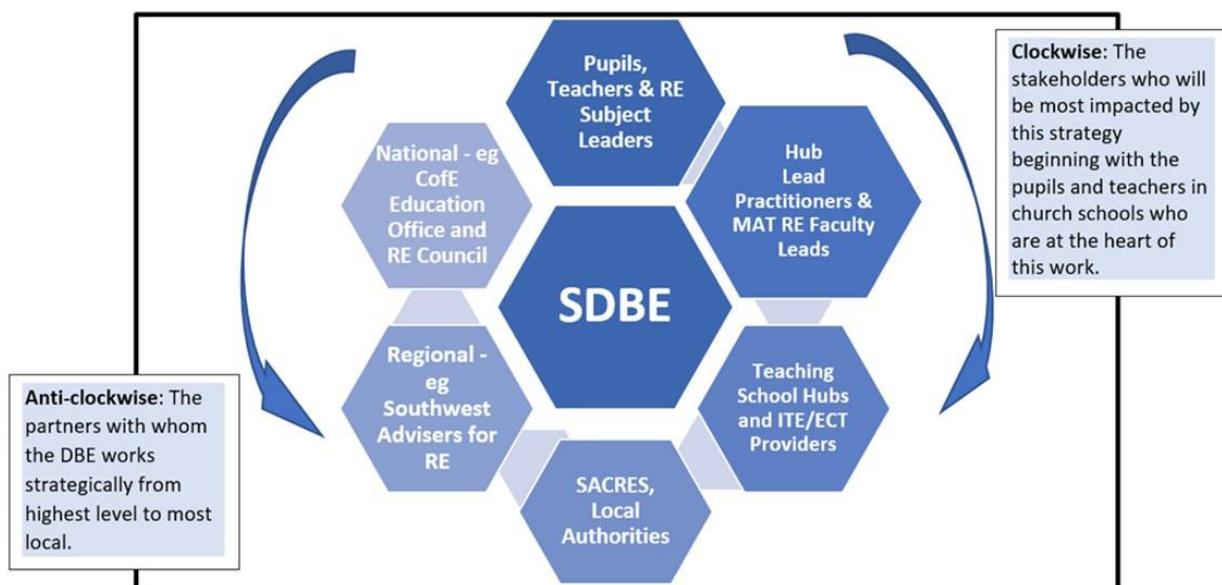 Pupils,
Teachers & RE
Subject
Leaders
Clockwise: The
stakeholders who will
be most impacted by
this strategy
beginning with the
pupils and teachers in
church schools who
are at the heart of
this work.
Hub
Lead
Practitioners &
MAT RE Faculty
Leads
National - eg
CofE
Education
Office and
RE Council
SDBE
Teaching
School Hubs
and ITE/ECT
Providers
Regional -
eg
Southwest
Advisers for
RE
Anti-clockwise: The
partners with whom
the DBE works
strategically from
highest level to most
local.
SACRES,
Local
Authorities